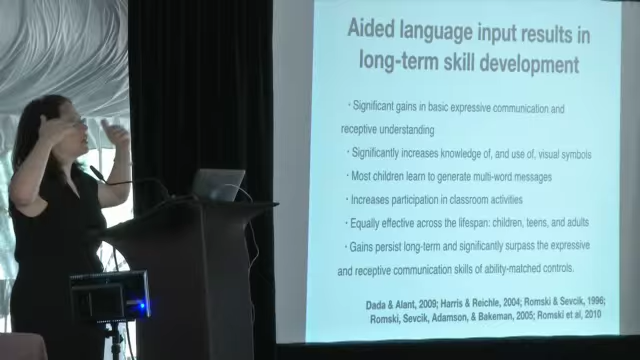 Aided language input results in
long-term skill development
· Significant gains in basic expressive communication and
receptive understanding
· Significantly increases knowledge of, and use of, visual symbols
· Most children learn to generate multi-word messages
· Increases participation in classroom activities
· Equally effective across the lifespan: children, teens, and adults
· Gains persist long-term and significantly surpass the expressive
and receptive communication skills of ability-matched controls.
Dada & Alant, 2009; Harris & Reichle, 2004; Romski & Sevcik, 1996;
Romski, Sevcik, Adamson, & Bakeman, 2005; Romski et al, 2010